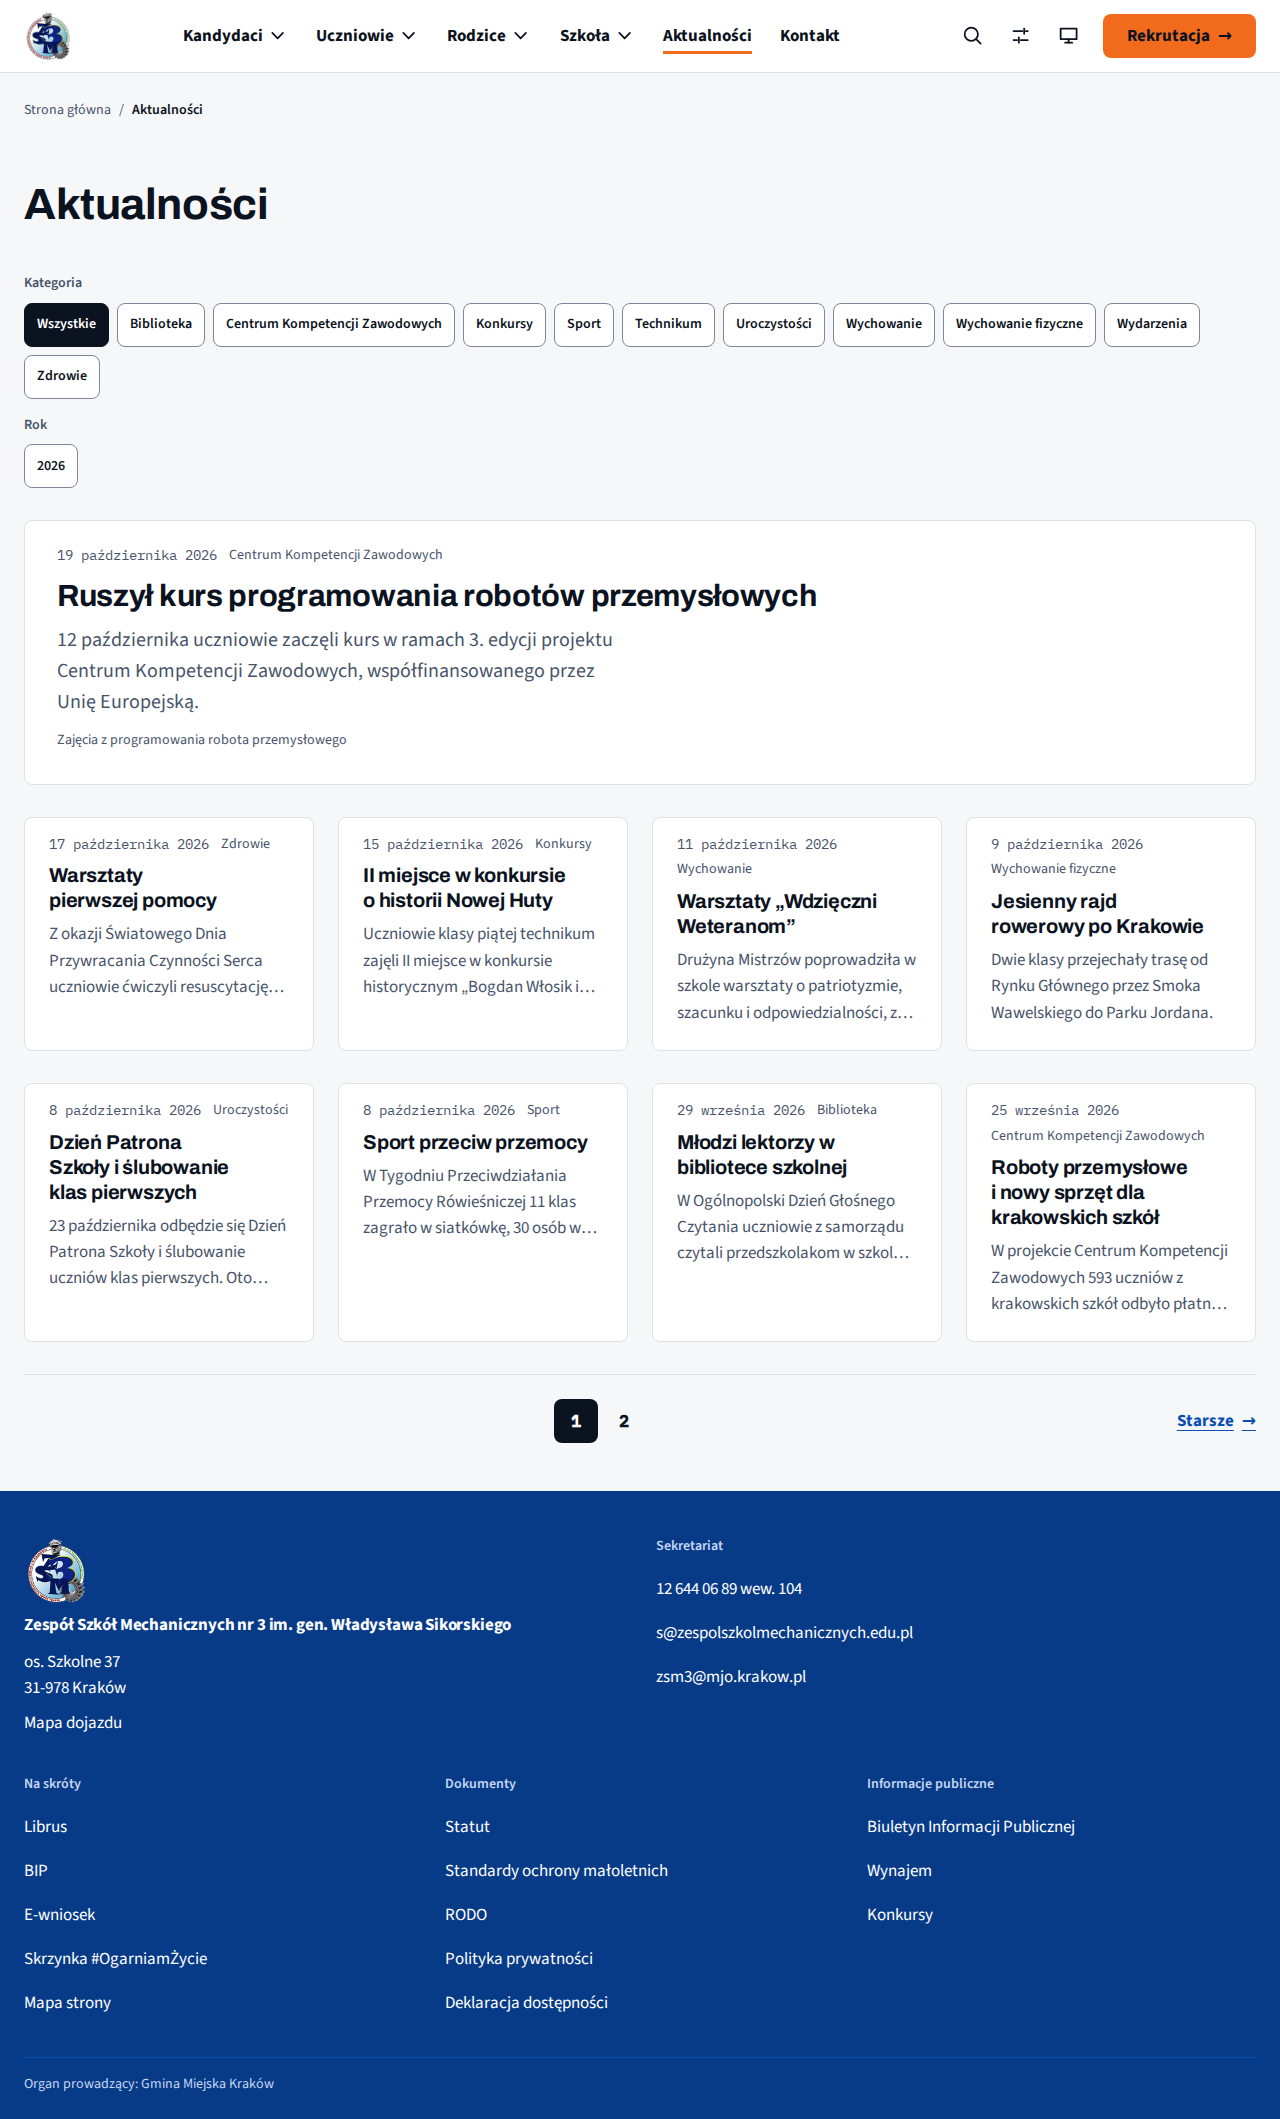 Kandydaci Uczniowie Rodzice Szkoła Aktualności Kontakt Rekrutacja →
Strona główna / Aktualności
Aktualności
Kategoria
Wszystkie Biblioteka Centrum Kompetencji Zawodowych Konkursy Sport Technikum Uroczystości Wychowanie Wychowanie fizyczne Wydarzenia
Zdrowie
Rok
2026
19 października 2026 Centrum Kompetencji Zawodowych
Ruszył kurs programowania robotów przemysłowych
12 października uczniowie zaczęli kurs w ramach 3. edycji projektu
Centrum Kompetencji Zawodowych, współfinansowanego przez
Unię Europejską.
Zajęcia z programowania robota przemysłowego
17 października 2026 Zdrowie
Warsztaty
pierwszej pomocy
Z okazji Światowego Dnia
Przywracania Czynności Serca
uczniowie ćwiczyli resuscytację…
15 października 2026 Konkursy
II miejsce w konkursie
o historii Nowej Huty
Uczniowie klasy piątej technikum
zajęli II miejsce w konkursie
historycznym „Bogdan Włosik i…
11 października 2026
Wychowanie
Warsztaty „Wdzięczni
Weteranom”
Drużyna Mistrzów poprowadziła w
szkole warsztaty o patriotyzmie,
szacunku i odpowiedzialności, z…
9 października 2026
Wychowanie fizyczne
Jesienny rajd
rowerowy po Krakowie
Dwie klasy przejechały trasę od
Rynku Głównego przez Smoka
Wawelskiego do Parku Jordana.
8 października 2026 Uroczystości
Dzień Patrona
Szkoły i ślubowanie
klas pierwszych
23 października odbędzie się Dzień
Patrona Szkoły i ślubowanie
uczniów klas pierwszych. Oto…
8 października 2026 Sport
Sport przeciw przemocy
W Tygodniu Przeciwdziałania
Przemocy Rówieśniczej 11 klas
zagrało w siatkówkę, 30 osób w…
29 września 2026 Biblioteka
Młodzi lektorzy w
bibliotece szkolnej
W Ogólnopolski Dzień Głośnego
Czytania uczniowie z samorządu
czytali przedszkolakom w szkol…
25 września 2026
Centrum Kompetencji Zawodowych
Roboty przemysłowe
i nowy sprzęt dla
krakowskich szkół
W projekcie Centrum Kompetencji
Zawodowych 593 uczniów z
krakowskich szkół odbyło płatn…
1 2 Starsze →
Zespół Szkół Mechanicznych nr 3 im. gen. Władysława Sikorskiego
os. Szkolne 37
31-978 Kraków
Mapa dojazdu
Sekretariat
12 644 06 89 wew. 104
s@zespolszkolmechanicznych.edu.pl
zsm3@mjo.krakow.pl
Na skróty
Librus
BIP
E-wniosek
Skrzynka #OgarniamŻycie
Mapa strony
Dokumenty
Statut
Standardy ochrony małoletnich
RODO
Polityka prywatności
Deklaracja dostępności
Informacje publiczne
Biuletyn Informacji Publicznej
Wynajem
Konkursy
Organ prowadzący: Gmina Miejska Kraków